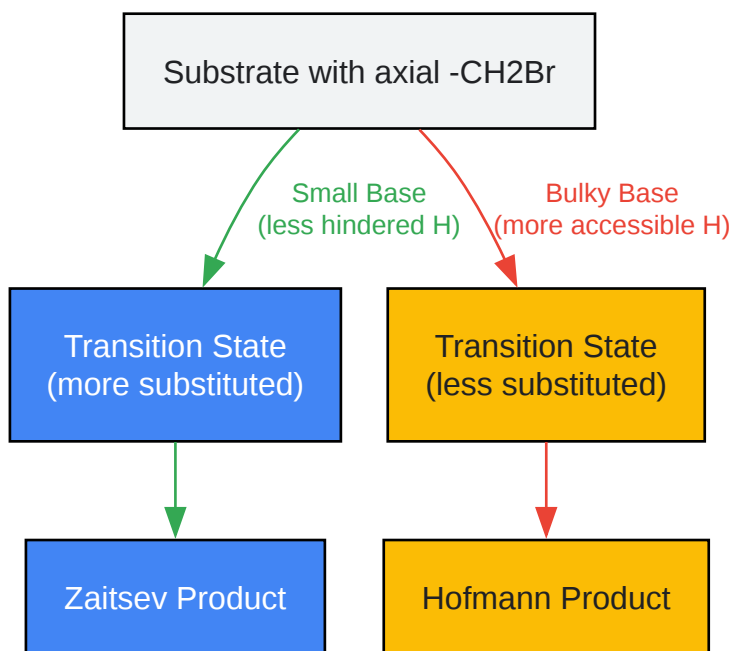 Substrate with axial -CH2Br
Small Base
(less hindered H)
Bulky Base
(more accessible H)
Transition State
(more substituted)
Transition State
(less substituted)
Zaitsev Product
Hofmann Product